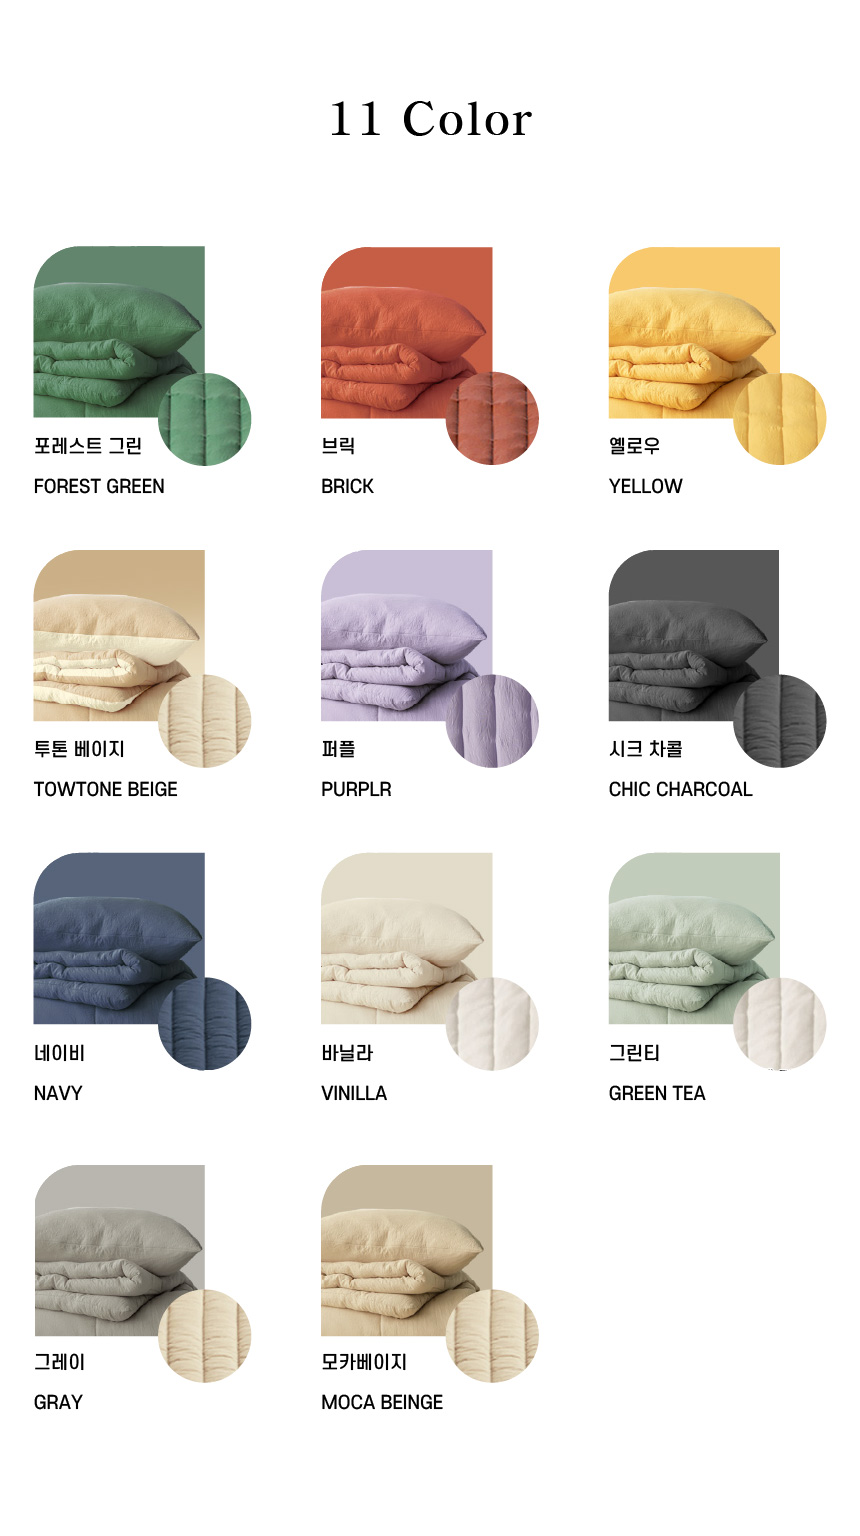 11 Color
포레스트 그린
FOREST GREEN
브릭
BRICK
옐로우
YELLOW
투톤 베이지
TOWTONE BEIGE
퍼플
PURPLR
시크 차콜
CHIC CHARCOAL
네이비
NAVY
바닐라
VINILLA
그린티
GREEN TEA
그레이
GRAY
모카베이지
MOCA BEINGE